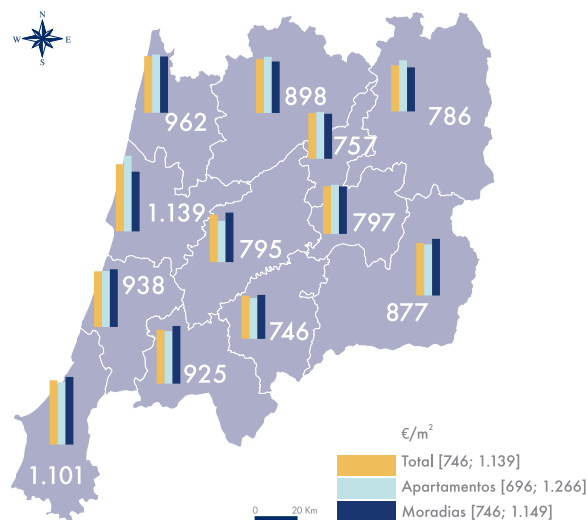 N
W E
S
962
898
786
757
1.139
797
795
938
877
746
925
1.101
€/m²
Total [746; 1.139]
Apartamentos [696; 1.266]
Moradias [746; 1.149]
0 20 Km